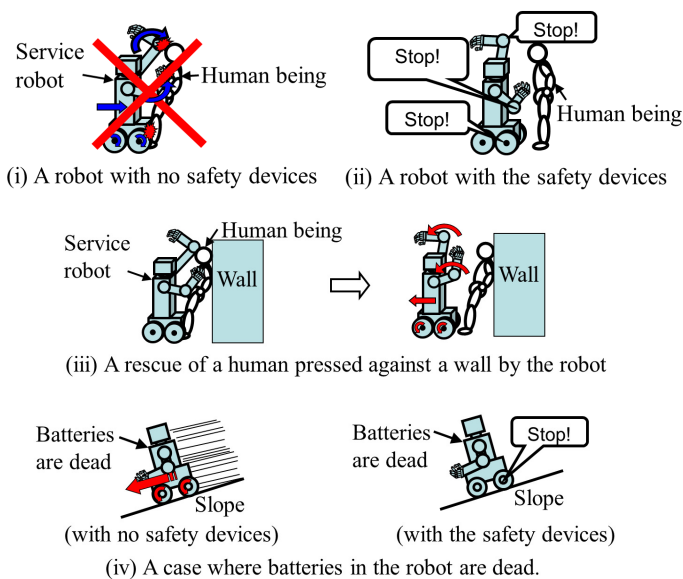 Service
robot
Human being
(i) A robot with no safety devices
Stop!
Stop!
Stop!
Human being
(ii) A robot with the safety devices
Service
robot
Human being
Wall
Wall
(iii) A rescue of a human pressed against a wall by the robot
Batteries
are dead
Slope
(with no safety devices)
Batteries
are dead
Stop!
Slope
(with the safety devices)
(iv) A case where batteries in the robot are dead.